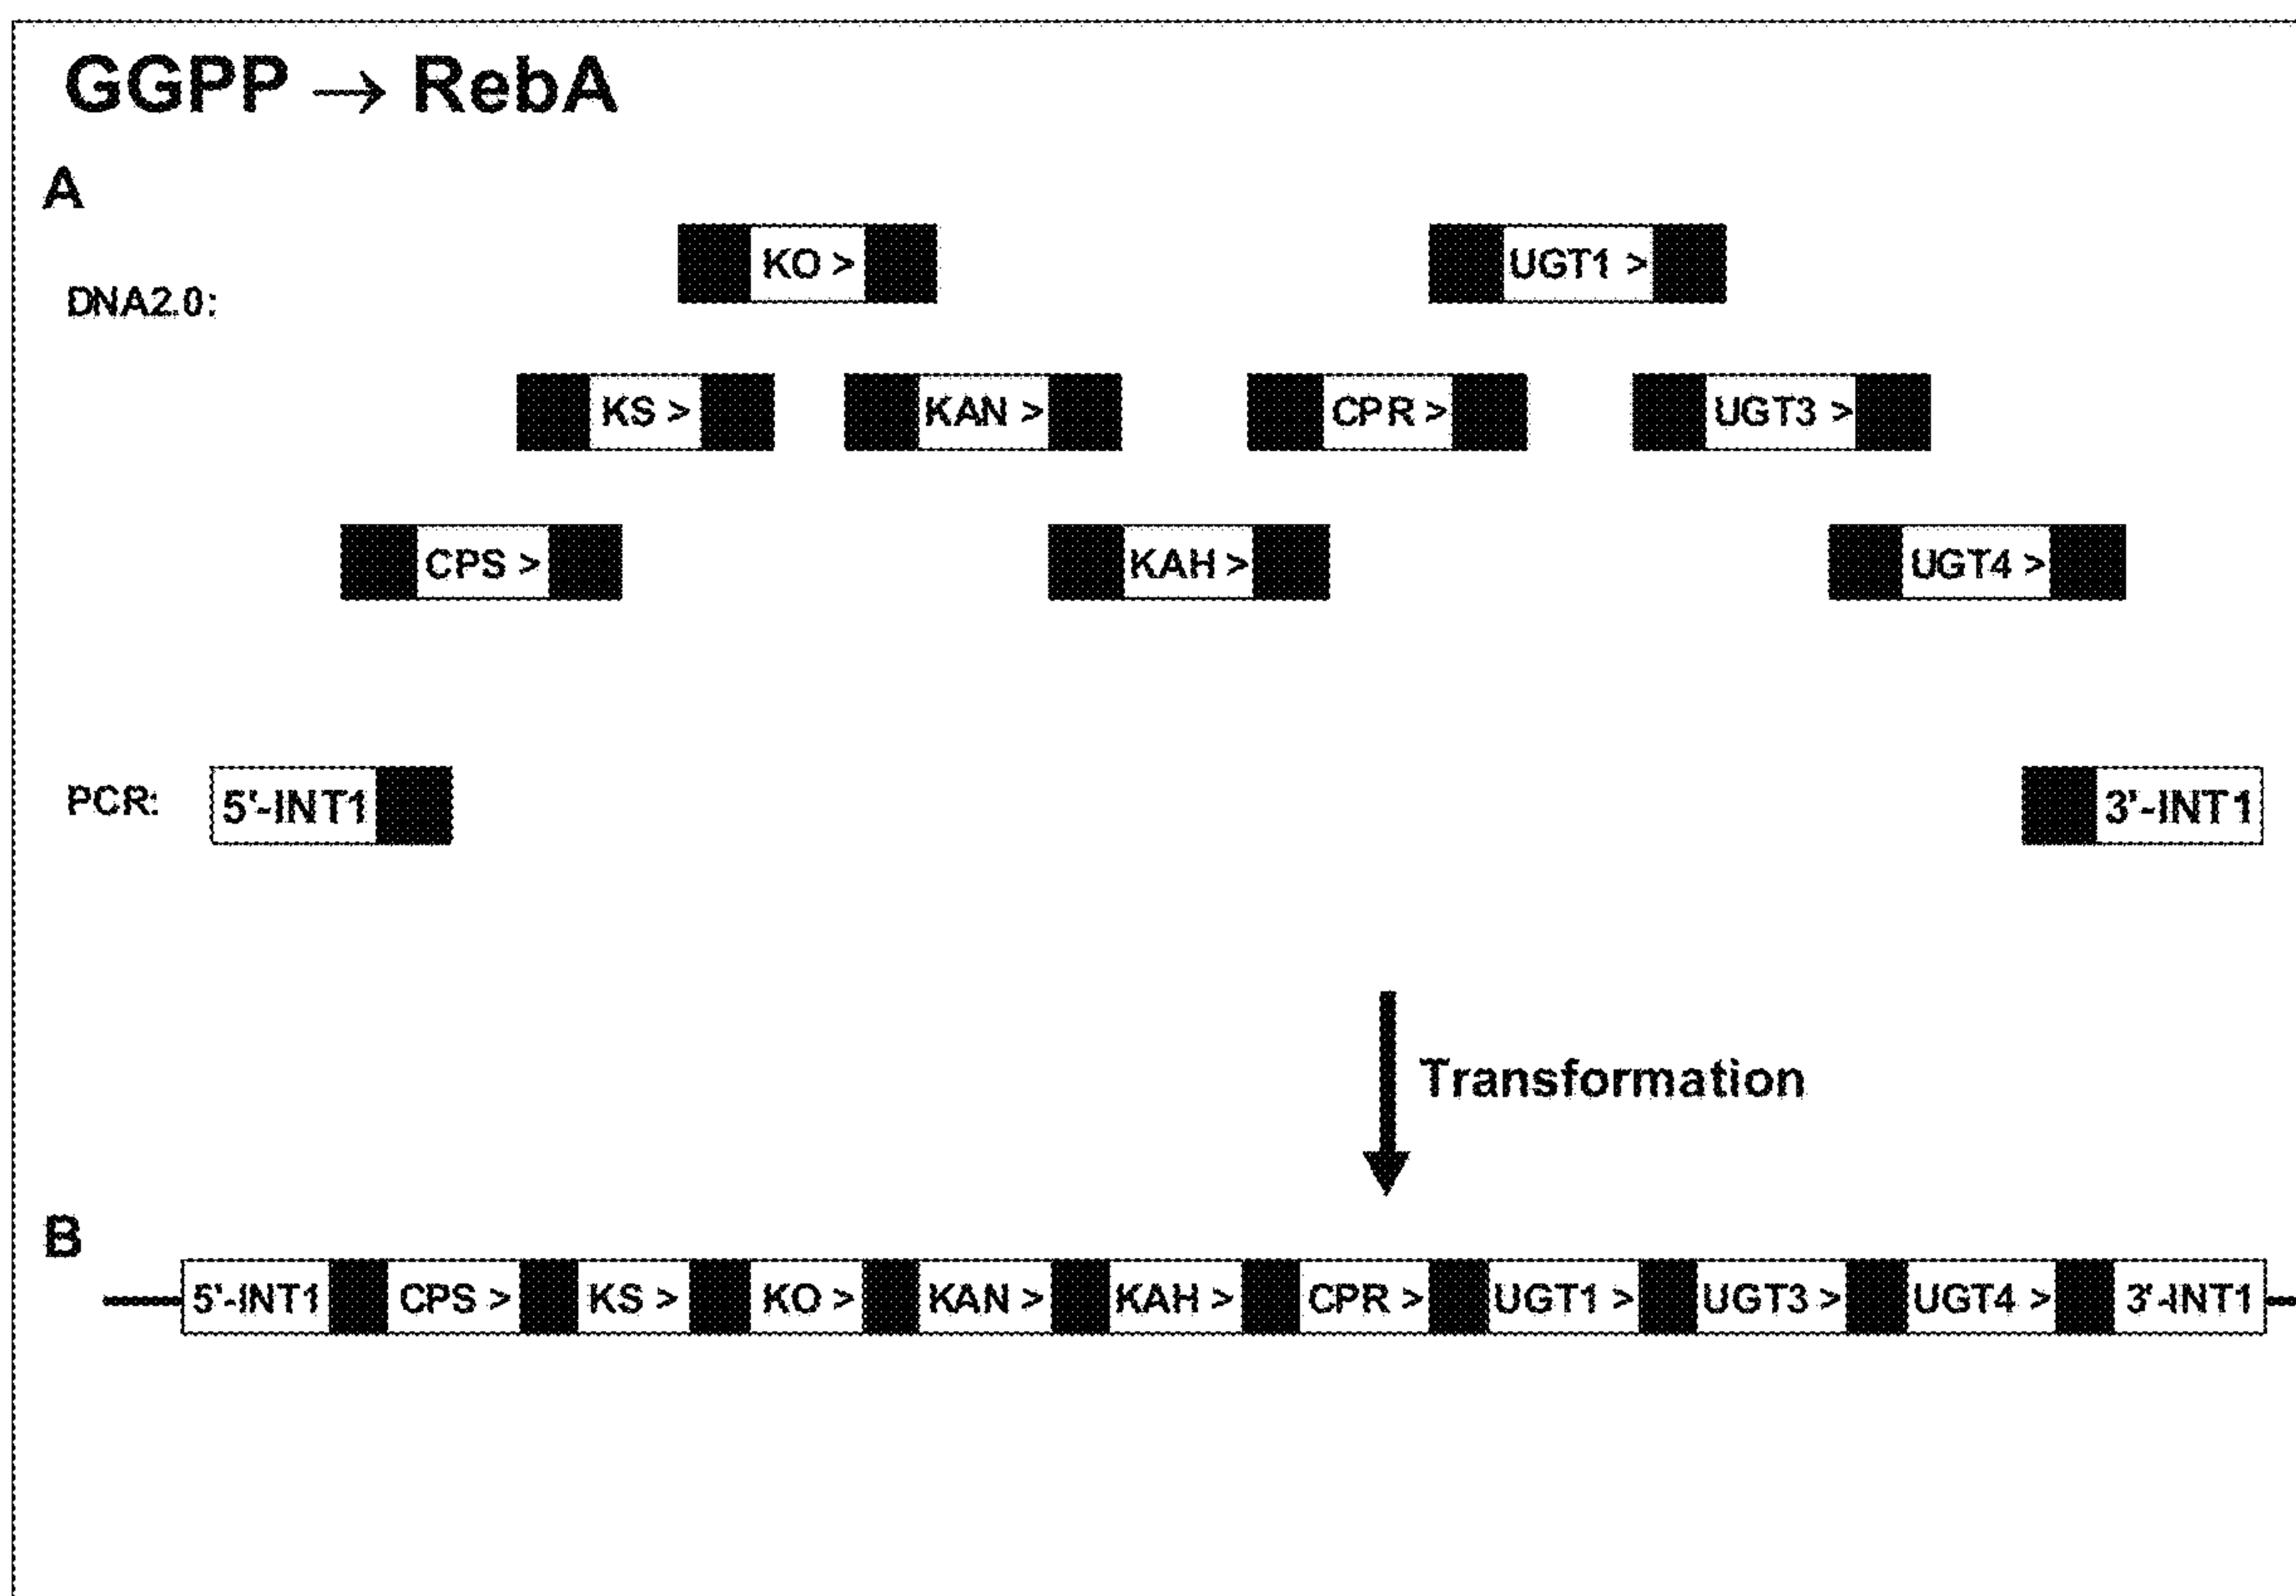 GGPP → RebA
A
KO > UGT1 >
DNA2.0:
KS > KAN > CPR > UGT3 >
CPS > KAH > UGT4 >
PCR: 5'-INT1 3'-INT1
Transformation
B
5'-INT1 CPS > KS > KO > KAN > KAH > CPR > UGT1 > UGT3 > UGT4 > 3'-INT1